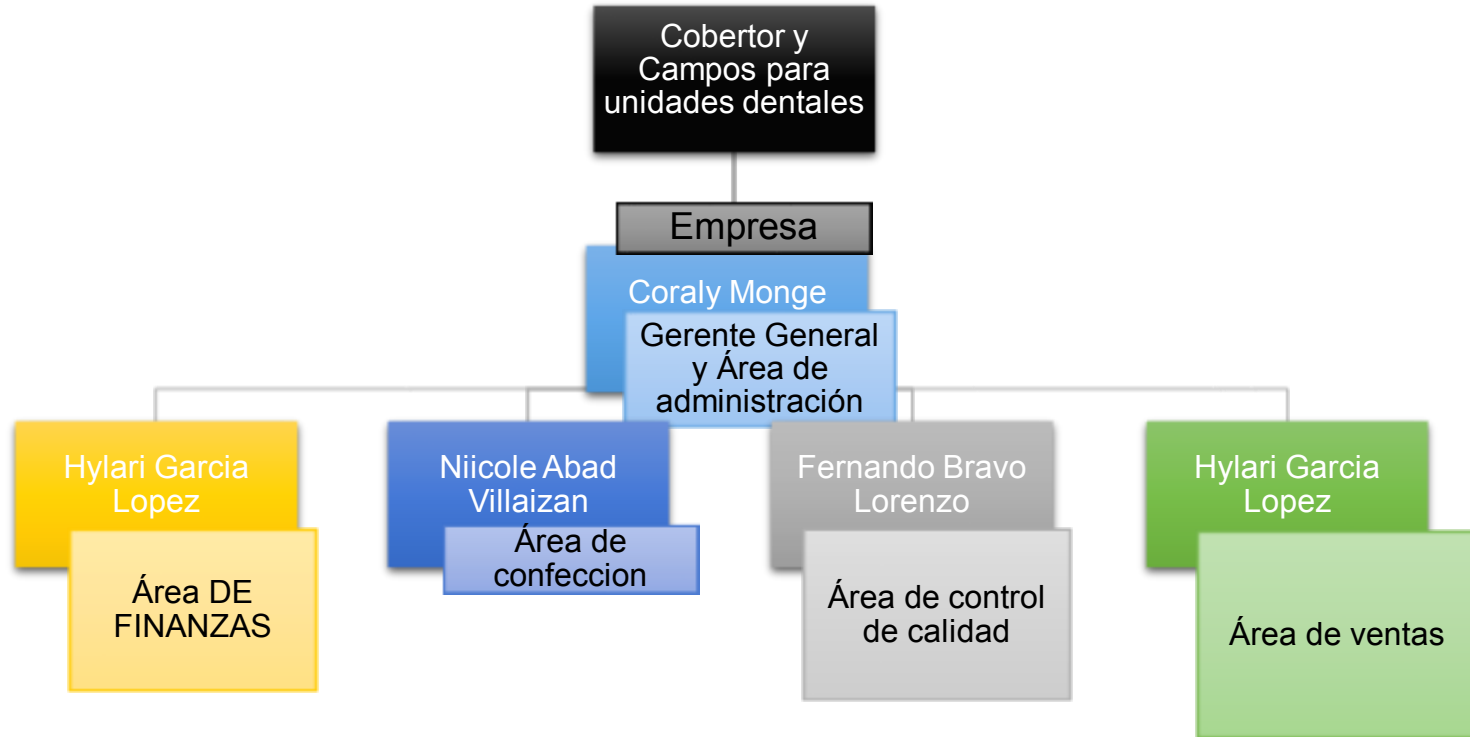 Cobertor y
Campos para
unidades dentales
Empresa
Coraly Monge
Gerente General
y Área de
administración
Hylari Garcia
Lopez
Área DE
FINANZAS
Niicole Abad
Villaizan
Área de
confeccion
Fernando Bravo
Lorenzo
Área de control
de calidad
Hylari Garcia
Lopez
Área de ventas